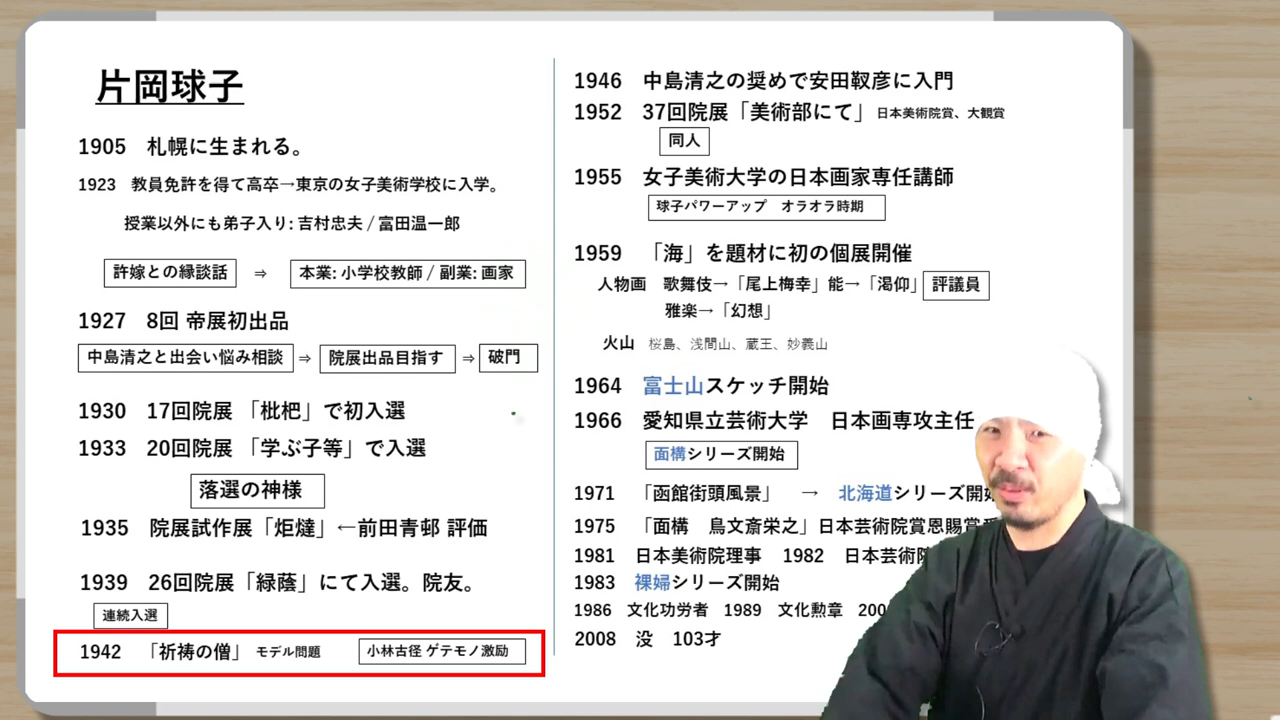 片岡球子
1905 札幌に生まれる。
1923 教員免許を得て高卒→東京の女子美術学校に入学。
授業以外にも弟子入り: 吉村忠夫 / 富田温一郎
許嫁との縁談話 ⇒ 本業: 小学校教師 / 副業: 画家
1927 8回 帝展初出品
中島清之と出会い悩み相談 ⇒ 院展出品目指す ⇒ 破門
1930 17回院展 「枇杷」で初入選
1933 20回院展 「学ぶ子等」で入選
落選の神様
1935 院展試作展「炬燵」←前田青邨 評価
1939 26回院展「緑蔭」にて入選。院友。
連続入選
1942 「祈祷の僧」 モデル問題 小林古径 ゲテモノ激励
1946 中島清之の奨めで安田靫彦に入門
1952 37回院展「美術部にて」 日本美術院賞、大観賞
同人
1955 女子美術大学の日本画家専任講師
球子パワーアップ オラオラ時期
1959 「海」を題材に初の個展開催
人物画 歌舞伎→「尾上梅幸」能→「渇仰」 評議員
雅楽→「幻想」
火山 桜島、浅間山、蔵王、妙義山
1964 富士山スケッチ開始
1966 愛知県立芸術大学 日本画専攻主任
面構シリーズ開始
1971 「函館街頭風景」 → 北海道シリーズ開
1975 「面構 鳥文斎栄之」日本芸術院賞恩賜賞
1981 日本美術院理事 1982 日本芸術院
1983 裸婦シリーズ開始
1986 文化功労者 1989 文化勲章 200
2008 没 103才